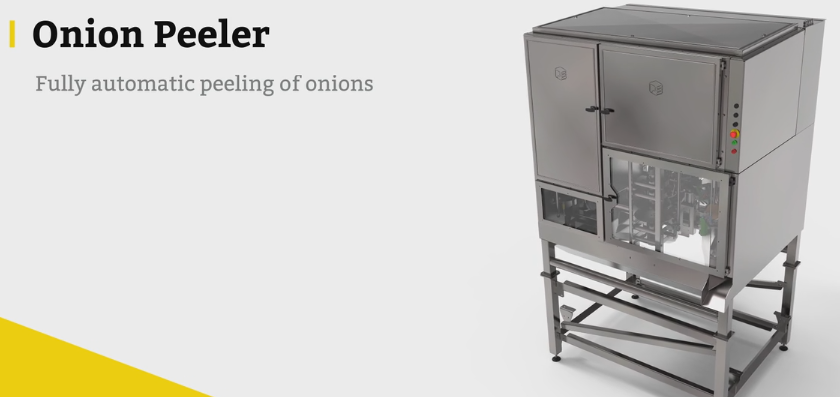 Onion Peeler
Fully automatic peeling of onions